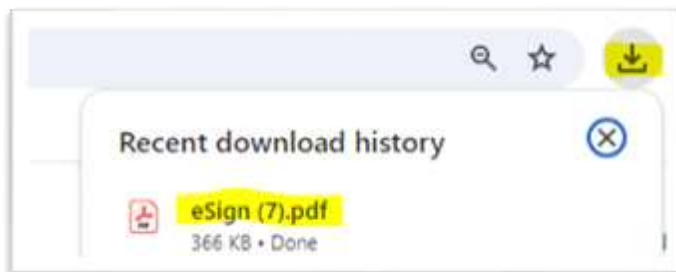 Recent download history
eSign (7).pdf
366 KB • Done